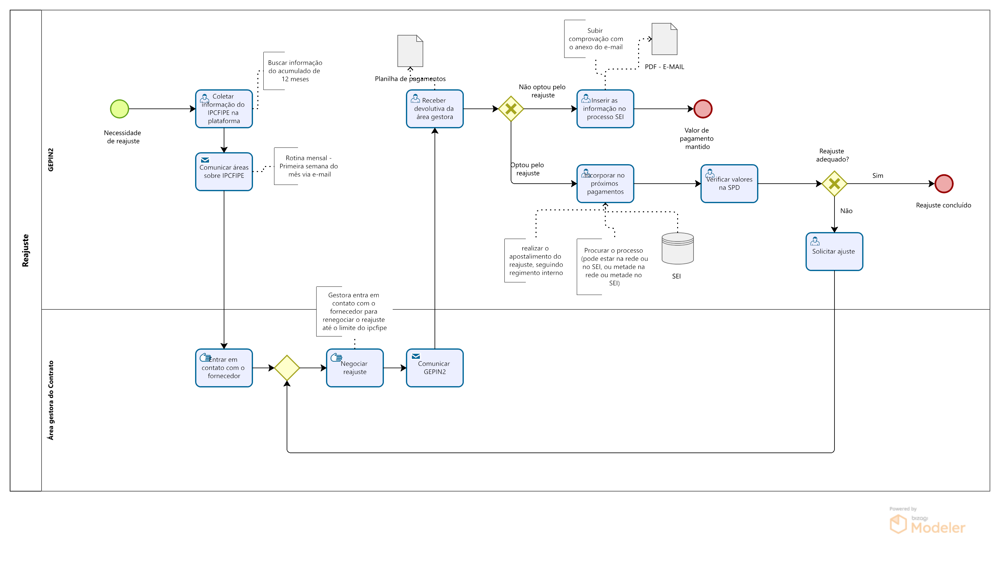 Reajuste
GEPIN2
Necessidade
de reajuste
Coletar
informação do
IPCFIPE na
plataforma
Buscar informação
do acumulado de
12 meses
Comunicar áreas
sobre IPCFIPE
Rotina mensal -
Primeira semana do
mês via e-mail
Planilha de pagamentos
Receber
devolutiva da
área gestora
Não optou pelo
reajuste
Optou pelo
reajuste
Subir
comprovação com
o anexo do e-mail
PDF - E-MAIL
Inserir as
informação no
processo SEI
Valor de
pagamento
mantido
Incorporar no
próximos
pagamentos
Verificar valores
na SPD
Reajuste
adequado?
Sim
Reajuste concluído
Não
Solicitar ajuste
realizar o
apostalimento do
reajuste, seguindo
regimento interno
Procurar o processo
(pode estar na rede ou
no SEI, ou metade na
rede ou metade no
SEI)
SEI
Área gestora do Contrato
Gestora entra em
contato com o
fornecedor para
renegociar o reajuste
até o limite do ipcfipe
Entrar em
contato com o
fornecedor
Negociar
reajuste
Comunicar
GEPIN2
Powered by
bizagi
Modeler